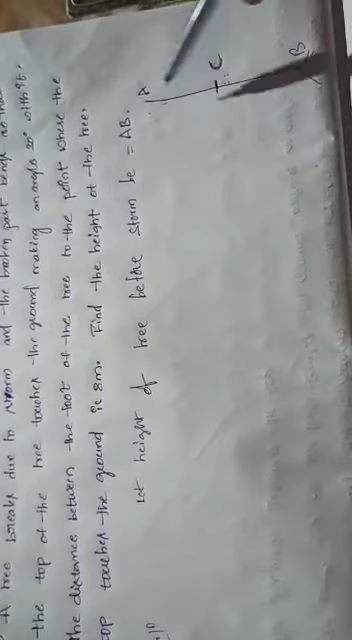 A tree breaks due to storm and the broken part bends so that
the top of the tree touches the ground making an angle 30° with it.
the distance between the foot of the tree to the point where the
top touches the ground is 8m. Find the height of the tree.
Let height of tree before storm be = AB.
A
C
B